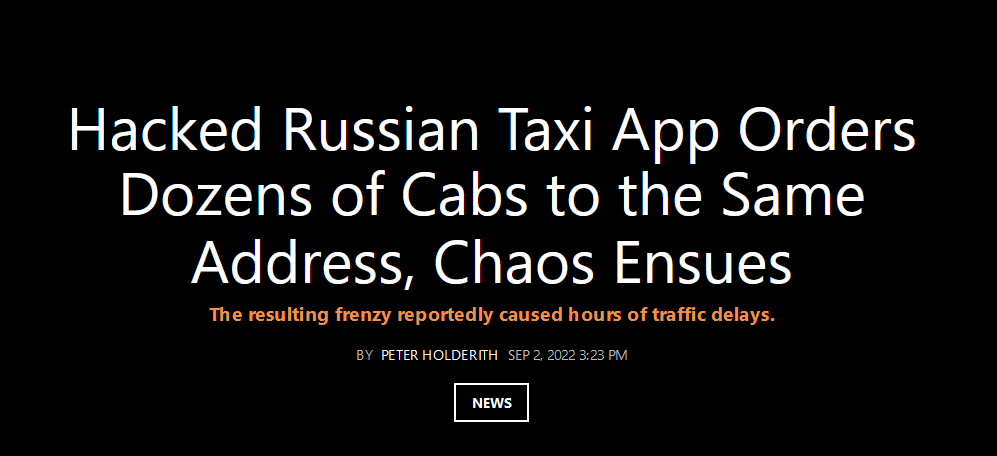 Hacked Russian Taxi App Orders
Dozens of Cabs to the Same
Address, Chaos Ensues
The resulting frenzy reportedly caused hours of traffic delays.
BY PETER HOLDERITH SEP 2, 2022 3:23 PM
NEWS